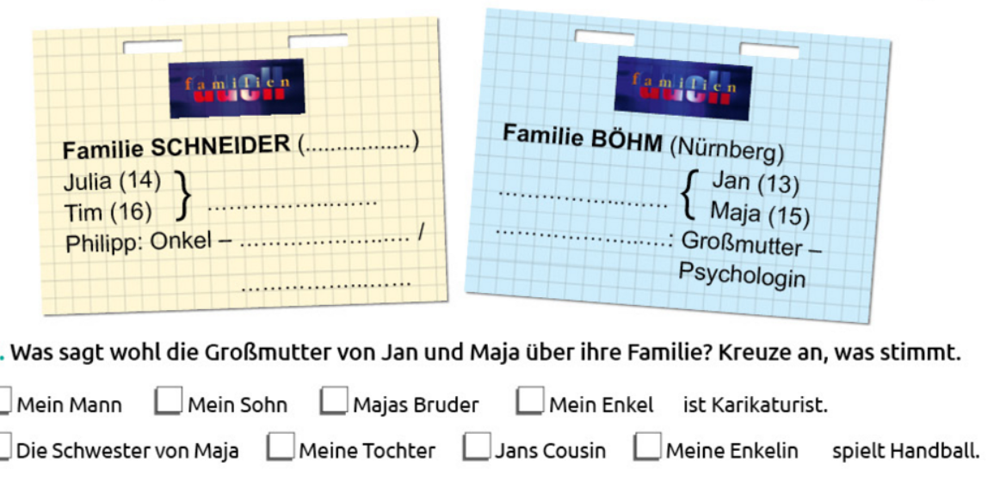 familien
duell
Familie SCHNEIDER (.................)
Julia (14)
Tim (16)
} ........................
Philipp: Onkel – ........................ /
........................
familien
duell
Familie BÖHM (Nürnberg)
........................ {
Jan (13)
Maja (15)
........................: Großmutter –
Psychologin
. Was sagt wohl die Großmutter von Jan und Maja über ihre Familie? Kreuze an, was stimmt.
Mein Mann Mein Sohn Majas Bruder Mein Enkel ist Karikaturist.
Die Schwester von Maja Meine Tochter Jans Cousin Meine Enkelin spielt Handball.